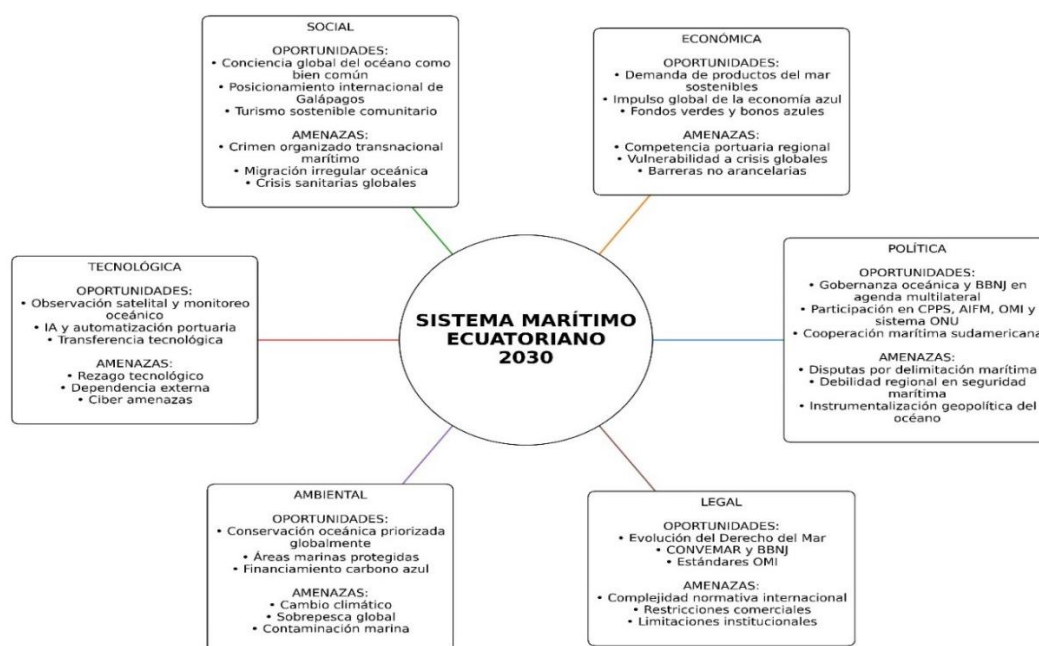 SOCIAL
OPORTUNIDADES:
• Conciencia global del océano como
bien común
• Posicionamiento internacional de
Galápagos
• Turismo sostenible comunitario
AMENAZAS:
• Crimen organizado transnacional
marítimo
• Migración irregular oceánica
• Crisis sanitarias globales
ECONÓMICA
OPORTUNIDADES:
• Demanda de productos del mar
sostenibles
• Impulso global de la economía azul
• Fondos verdes y bonos azules
AMENAZAS:
• Competencia portuaria regional
• Vulnerabilidad a crisis globales
• Barreras no arancelarias
TECNOLÓGICA
OPORTUNIDADES:
• Observación satelital y monitoreo
oceánico
• IA y automatización portuaria
• Transferencia tecnológica
AMENAZAS:
• Rezago tecnológico
• Dependencia externa
• Ciber amenazas
SISTEMA MARÍTIMO
ECUATORIANO
2030
POLÍTICA
OPORTUNIDADES:
• Gobernanza oceánica y BBNJ en
agenda multilateral
• Participación en CPPS, AIFM, OMI y
sistema ONU
• Cooperación marítima sudamericana
AMENAZAS:
• Disputas por delimitación marítima
• Debilidad regional en seguridad
marítima
• Instrumentalización geopolítica del
océano
AMBIENTAL
OPORTUNIDADES:
• Conservación oceánica priorizada
globalmente
• Áreas marinas protegidas
• Financiamiento carbono azul
AMENAZAS:
• Cambio climático
• Sobrepesca global
• Contaminación marina
LEGAL
OPORTUNIDADES:
• Evolución del Derecho del Mar
• CONVEMAR y BBNJ
• Estándares OMI
AMENAZAS:
• Complejidad normativa internacional
• Restricciones comerciales
• Limitaciones institucionales